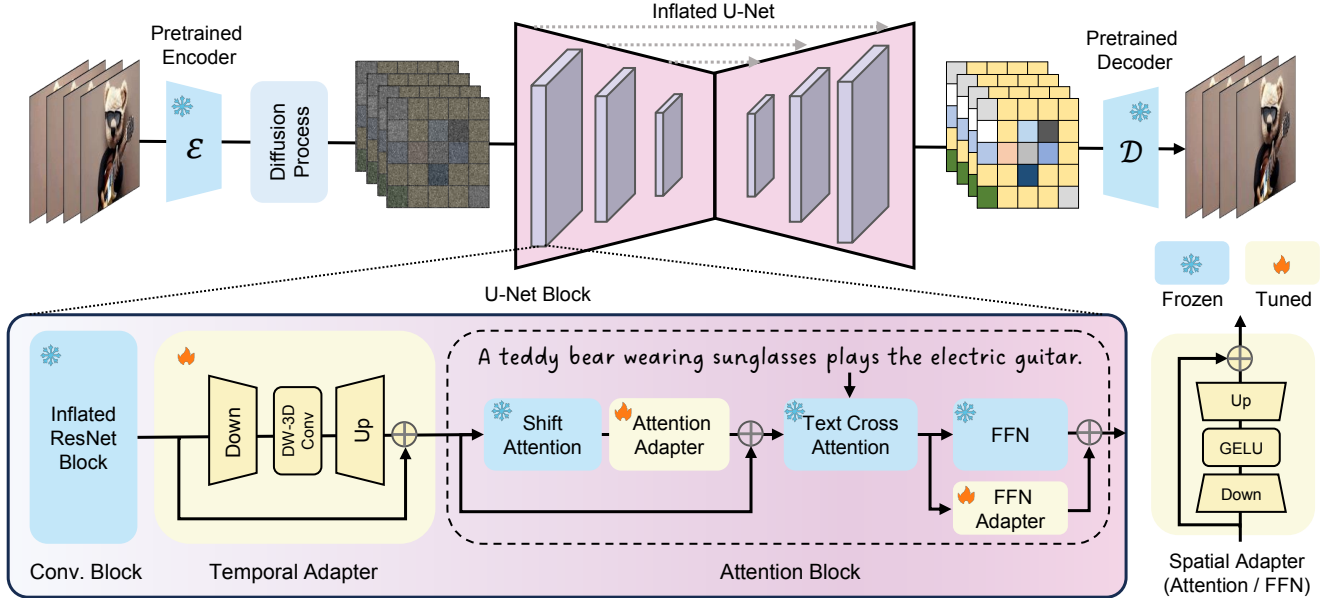 Inflated U-Net
Pretrained
Encoder
Pretrained
Decoder
ℰ
Diffusion
Process
𝒟
U-Net Block
Frozen
Tuned
A teddy bear wearing sunglasses plays the electric guitar.
Inflated
ResNet
Block
Down
DW-3D
Conv
Up
Shift
Attention
Attention
Adapter
Text Cross
Attention
FFN
FFN
Adapter
Up
GELU
Down
Conv. Block
Temporal Adapter
Attention Block
Spatial Adapter
(Attention / FFN)